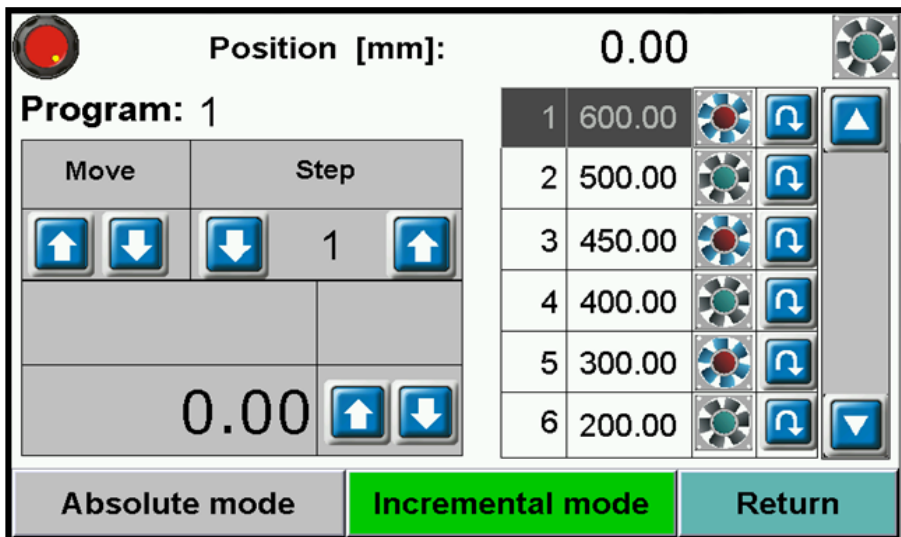 Position [mm]: 0.00
Program: 1
Move Step
1
0.00
1 600.00
2 500.00
3 450.00
4 400.00
5 300.00
6 200.00
Absolute mode Incremental mode Return